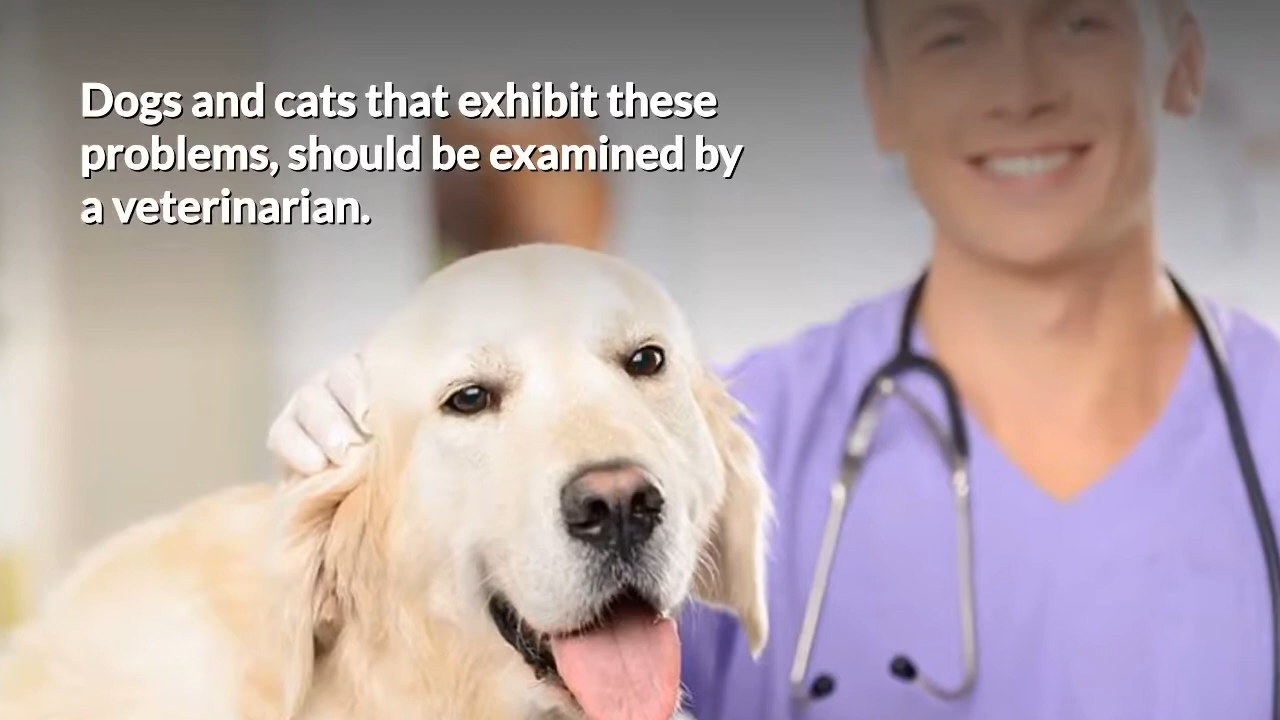 Dogs and cats that exhibit these
problems, should be examined by
a veterinarian.